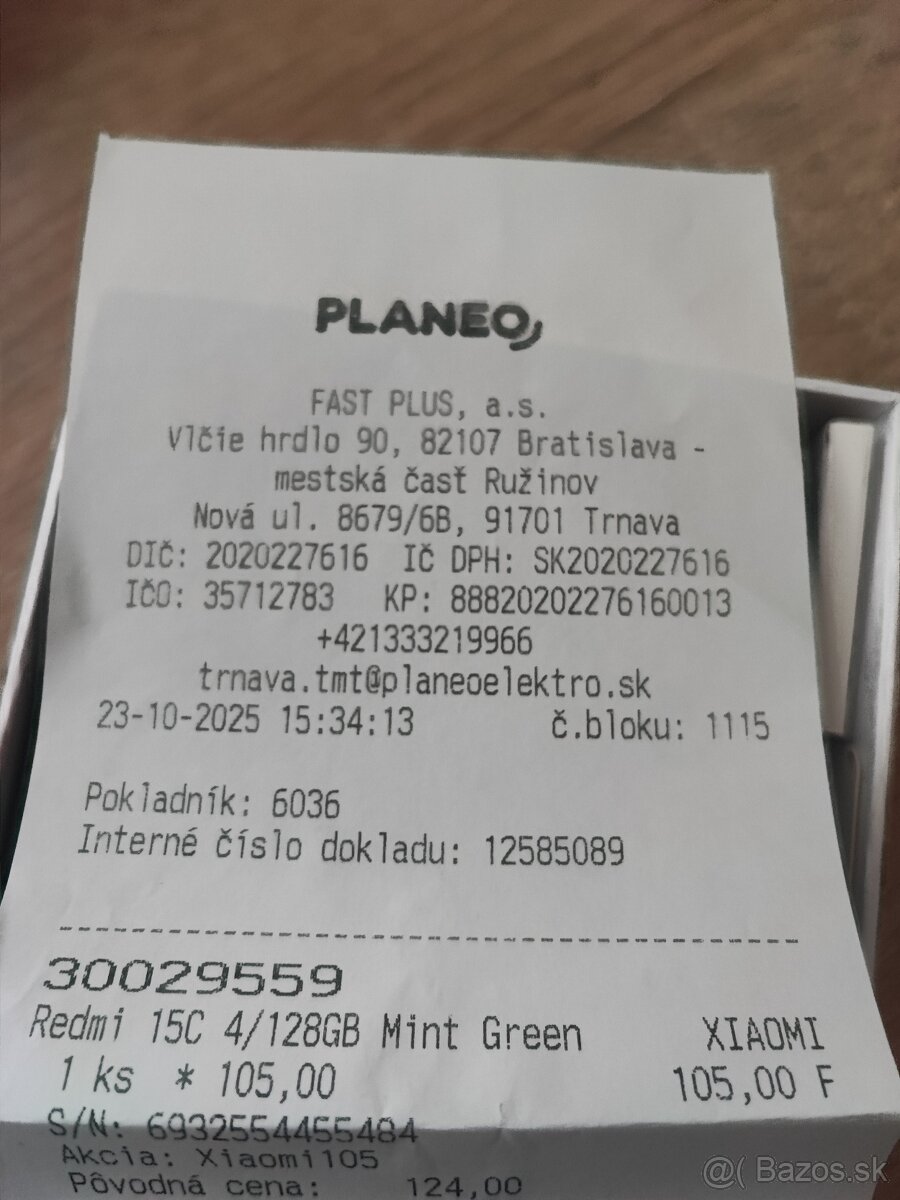 PLANEO
FAST PLUS, a.s.
Vlčie hrdlo 90, 82107 Bratislava -
mestská časť Ružinov
Nová ul. 8679/6B, 91701 Trnava
DIČ: 2020227616 IČ DPH: SK2020227616
IČO: 35712783 KP: 88820202276160013
+421333219966
trnava.tmt@planeoelektro.sk
23-10-2025 15:34:13 č.bloku: 1115
Pokladník: 6036
Interné číslo dokladu: 12585089
30029559
Redmi 15C 4/128GB Mint Green XIAOMI
1 ks * 105,00 105,00 F
S/N: 6932554455484
Akcia: Xiaomi105
Pôvodná cena: 124,00
@( Bazos.sk